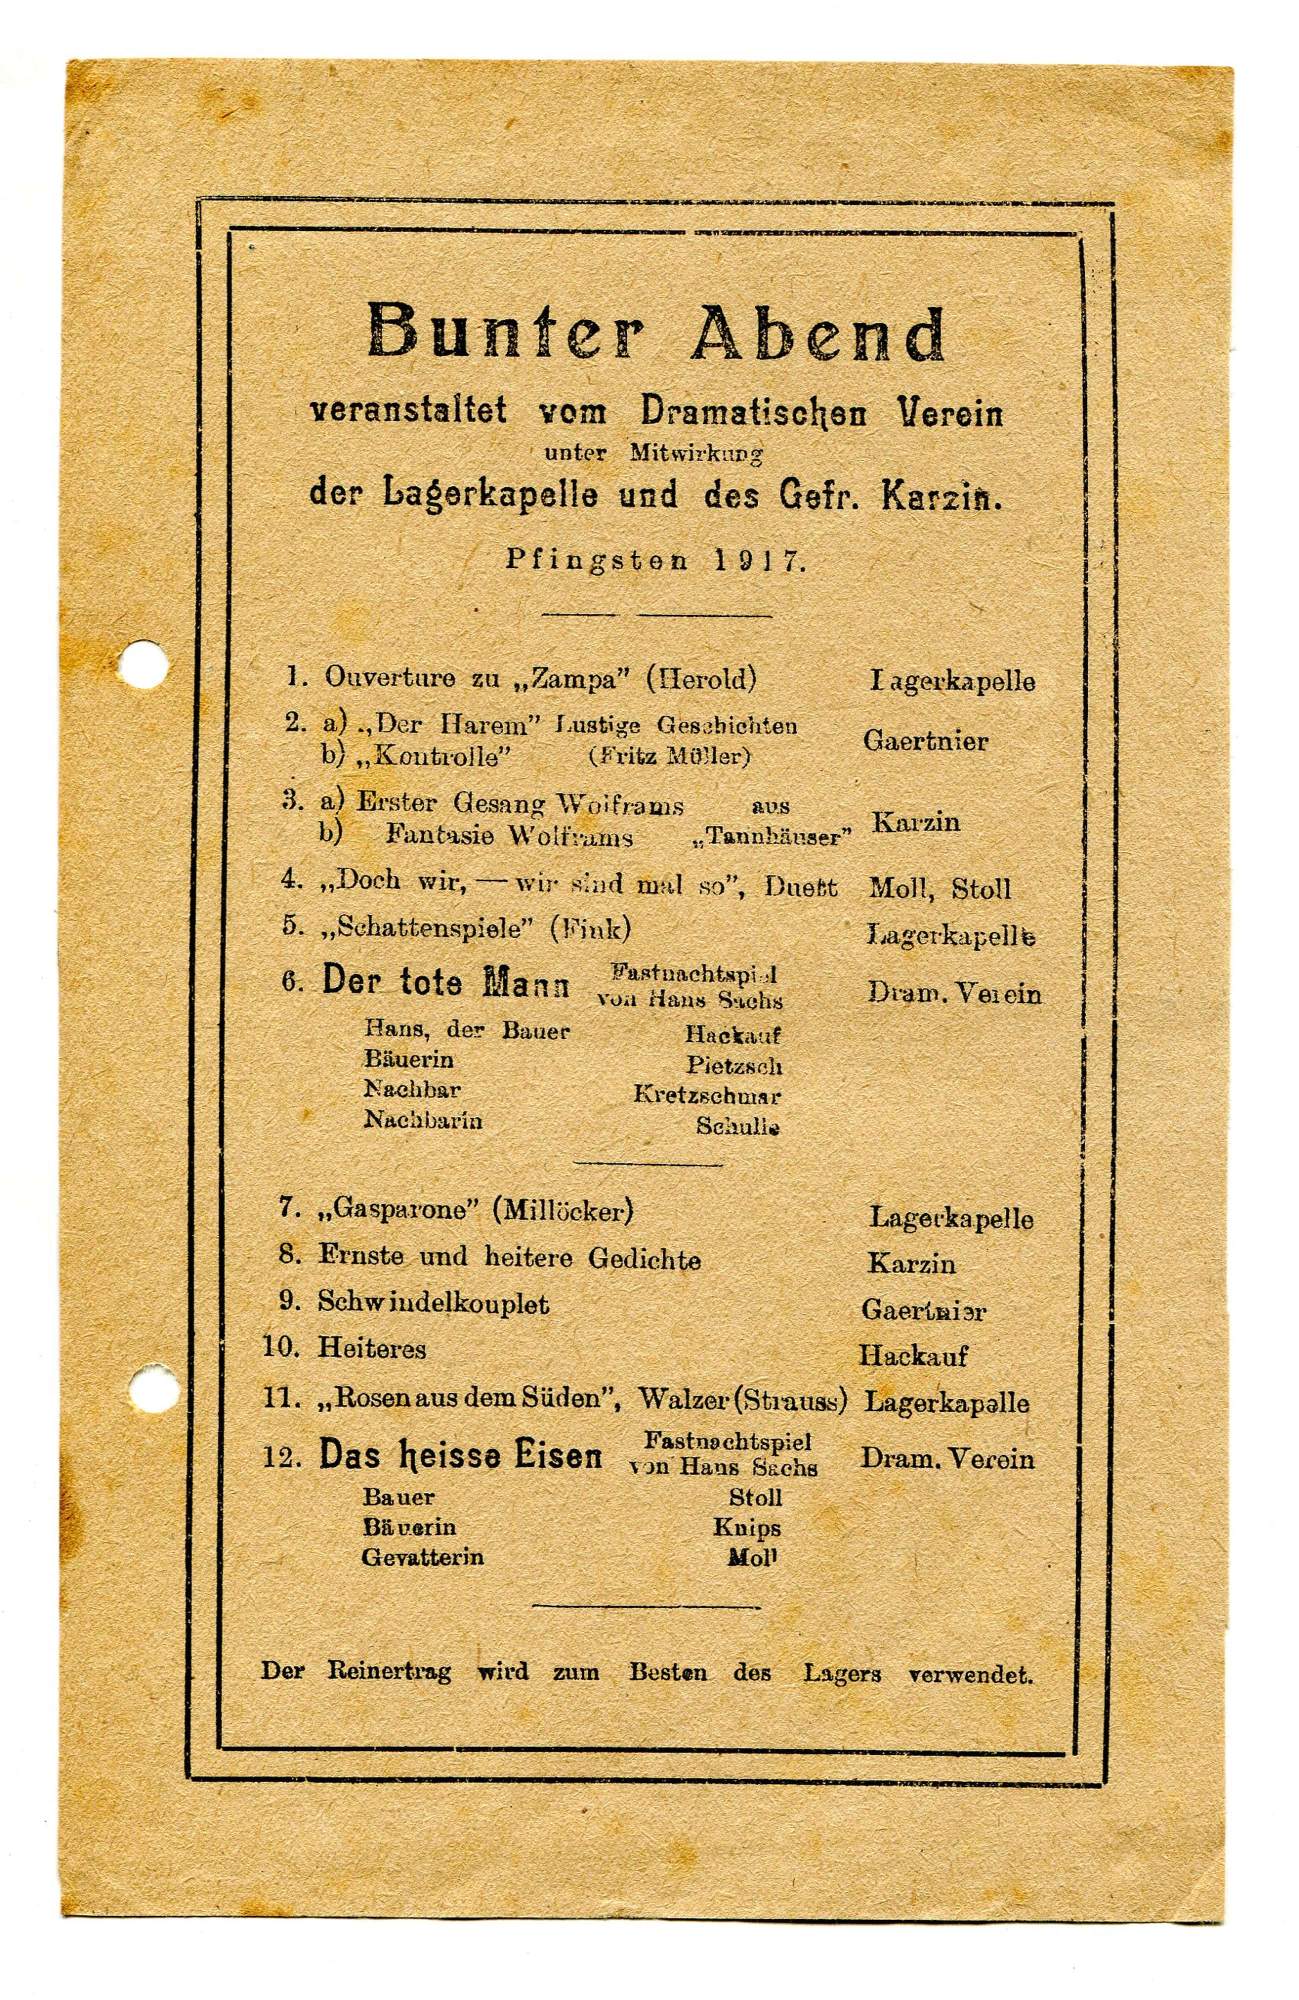 Bunter Abend
veranstaltet vom Dramatischen Verein
unter Mitwirkung
der Lagerkapelle und des Gefr. Karzin.
Pfingsten 1917.
1. Ouverture zu „Zampa” (Herold) Lagerkapelle
2. a) „Der Harem” Lustige Geschichten
b) „Kontrolle” (Fritz Müller) Gaertnier
3. a) Erster Gesang Wolframs aus
b) Fantasie Wolframs „Tannhäuser” Karzin
4. „Doch wir, — wir sind mal so”, Duett Moll, Stoll
5. „Schattenspiele” (Fink) Lagerkapelle
6. Der tote Mann Fastnachtspiel
von Hans Sachs Dram. Verein
Hans, der Bauer Hackauf
Bäuerin Pietzsch
Nachbar Kretzschmar
Nachbarin Schulle
7. „Gasparone” (Millöcker) Lagerkapelle
8. Ernste und heitere Gedichte Karzin
9. Schwindelkouplet Gaertnier
10. Heiteres Hackauf
11. „Rosen aus dem Süden”, Walzer (Strauss) Lagerkapelle
12. Das heisse Eisen Fastnachtspiel
von Hans Sachs Dram. Verein
Bauer Stoll
Bäuerin Knips
Gevatterin Moll
Der Reinertrag wird zum Besten des Lagers verwendet.